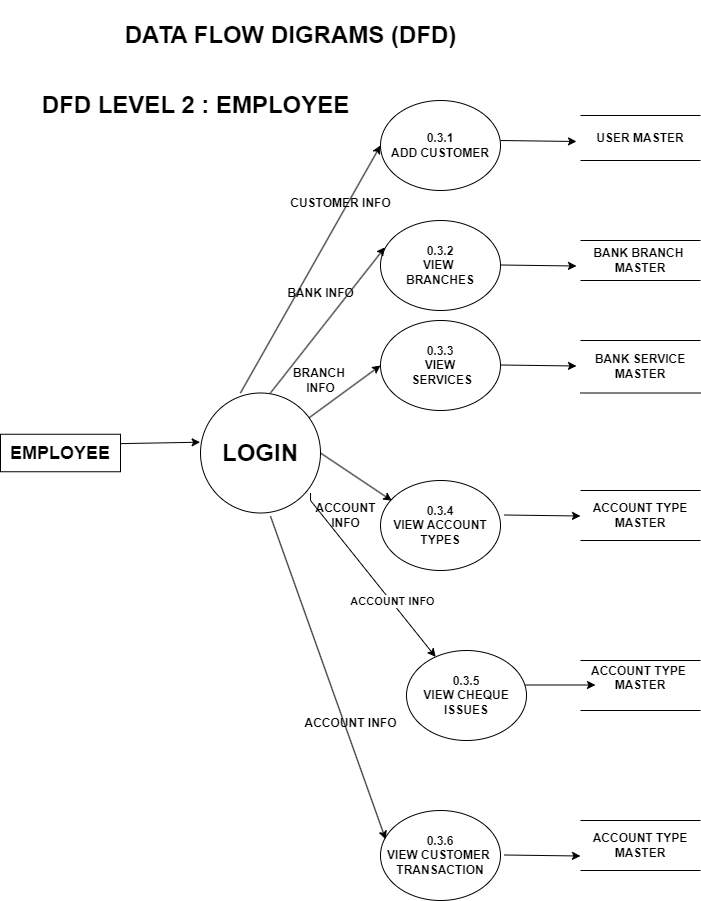 DATA FLOW DIGRAMS (DFD)
DFD LEVEL 2 : EMPLOYEE
0.3.1
ADD CUSTOMER
USER MASTER
CUSTOMER INFO
0.3.2
VIEW
BRANCHES
BANK BRANCH
MASTER
BANK INFO
0.3.3
VIEW
SERVICES
BANK SERVICE
MASTER
BRANCH
INFO
EMPLOYEE
LOGIN
ACCOUNT
INFO
0.3.4
VIEW ACCOUNT
TYPES
ACCOUNT TYPE
MASTER
ACCOUNT INFO
0.3.5
VIEW CHEQUE
ISSUES
ACCOUNT TYPE
MASTER
ACCOUNT INFO
0.3.6
VIEW CUSTOMER
TRANSACTION
ACCOUNT TYPE
MASTER